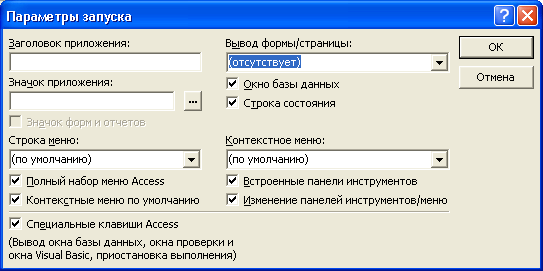 Параметры запуска
Заголовок приложения:
Вывод формы/страницы:
OK
(отсутствует)
Отмена
Значок приложения:
Окно базы данных
...
Строка состояния
Значок форм и отчетов
Строка меню:
Контекстное меню:
(по умолчанию)
(по умолчанию)
Полный набор меню Access
Встроенные панели инструментов
Контекстные меню по умолчанию
Изменение панелей инструментов/меню
Специальные клавиши Access
(Вывод окна базы данных, окна проверки и
окна Visual Basic, приостановка выполнения)